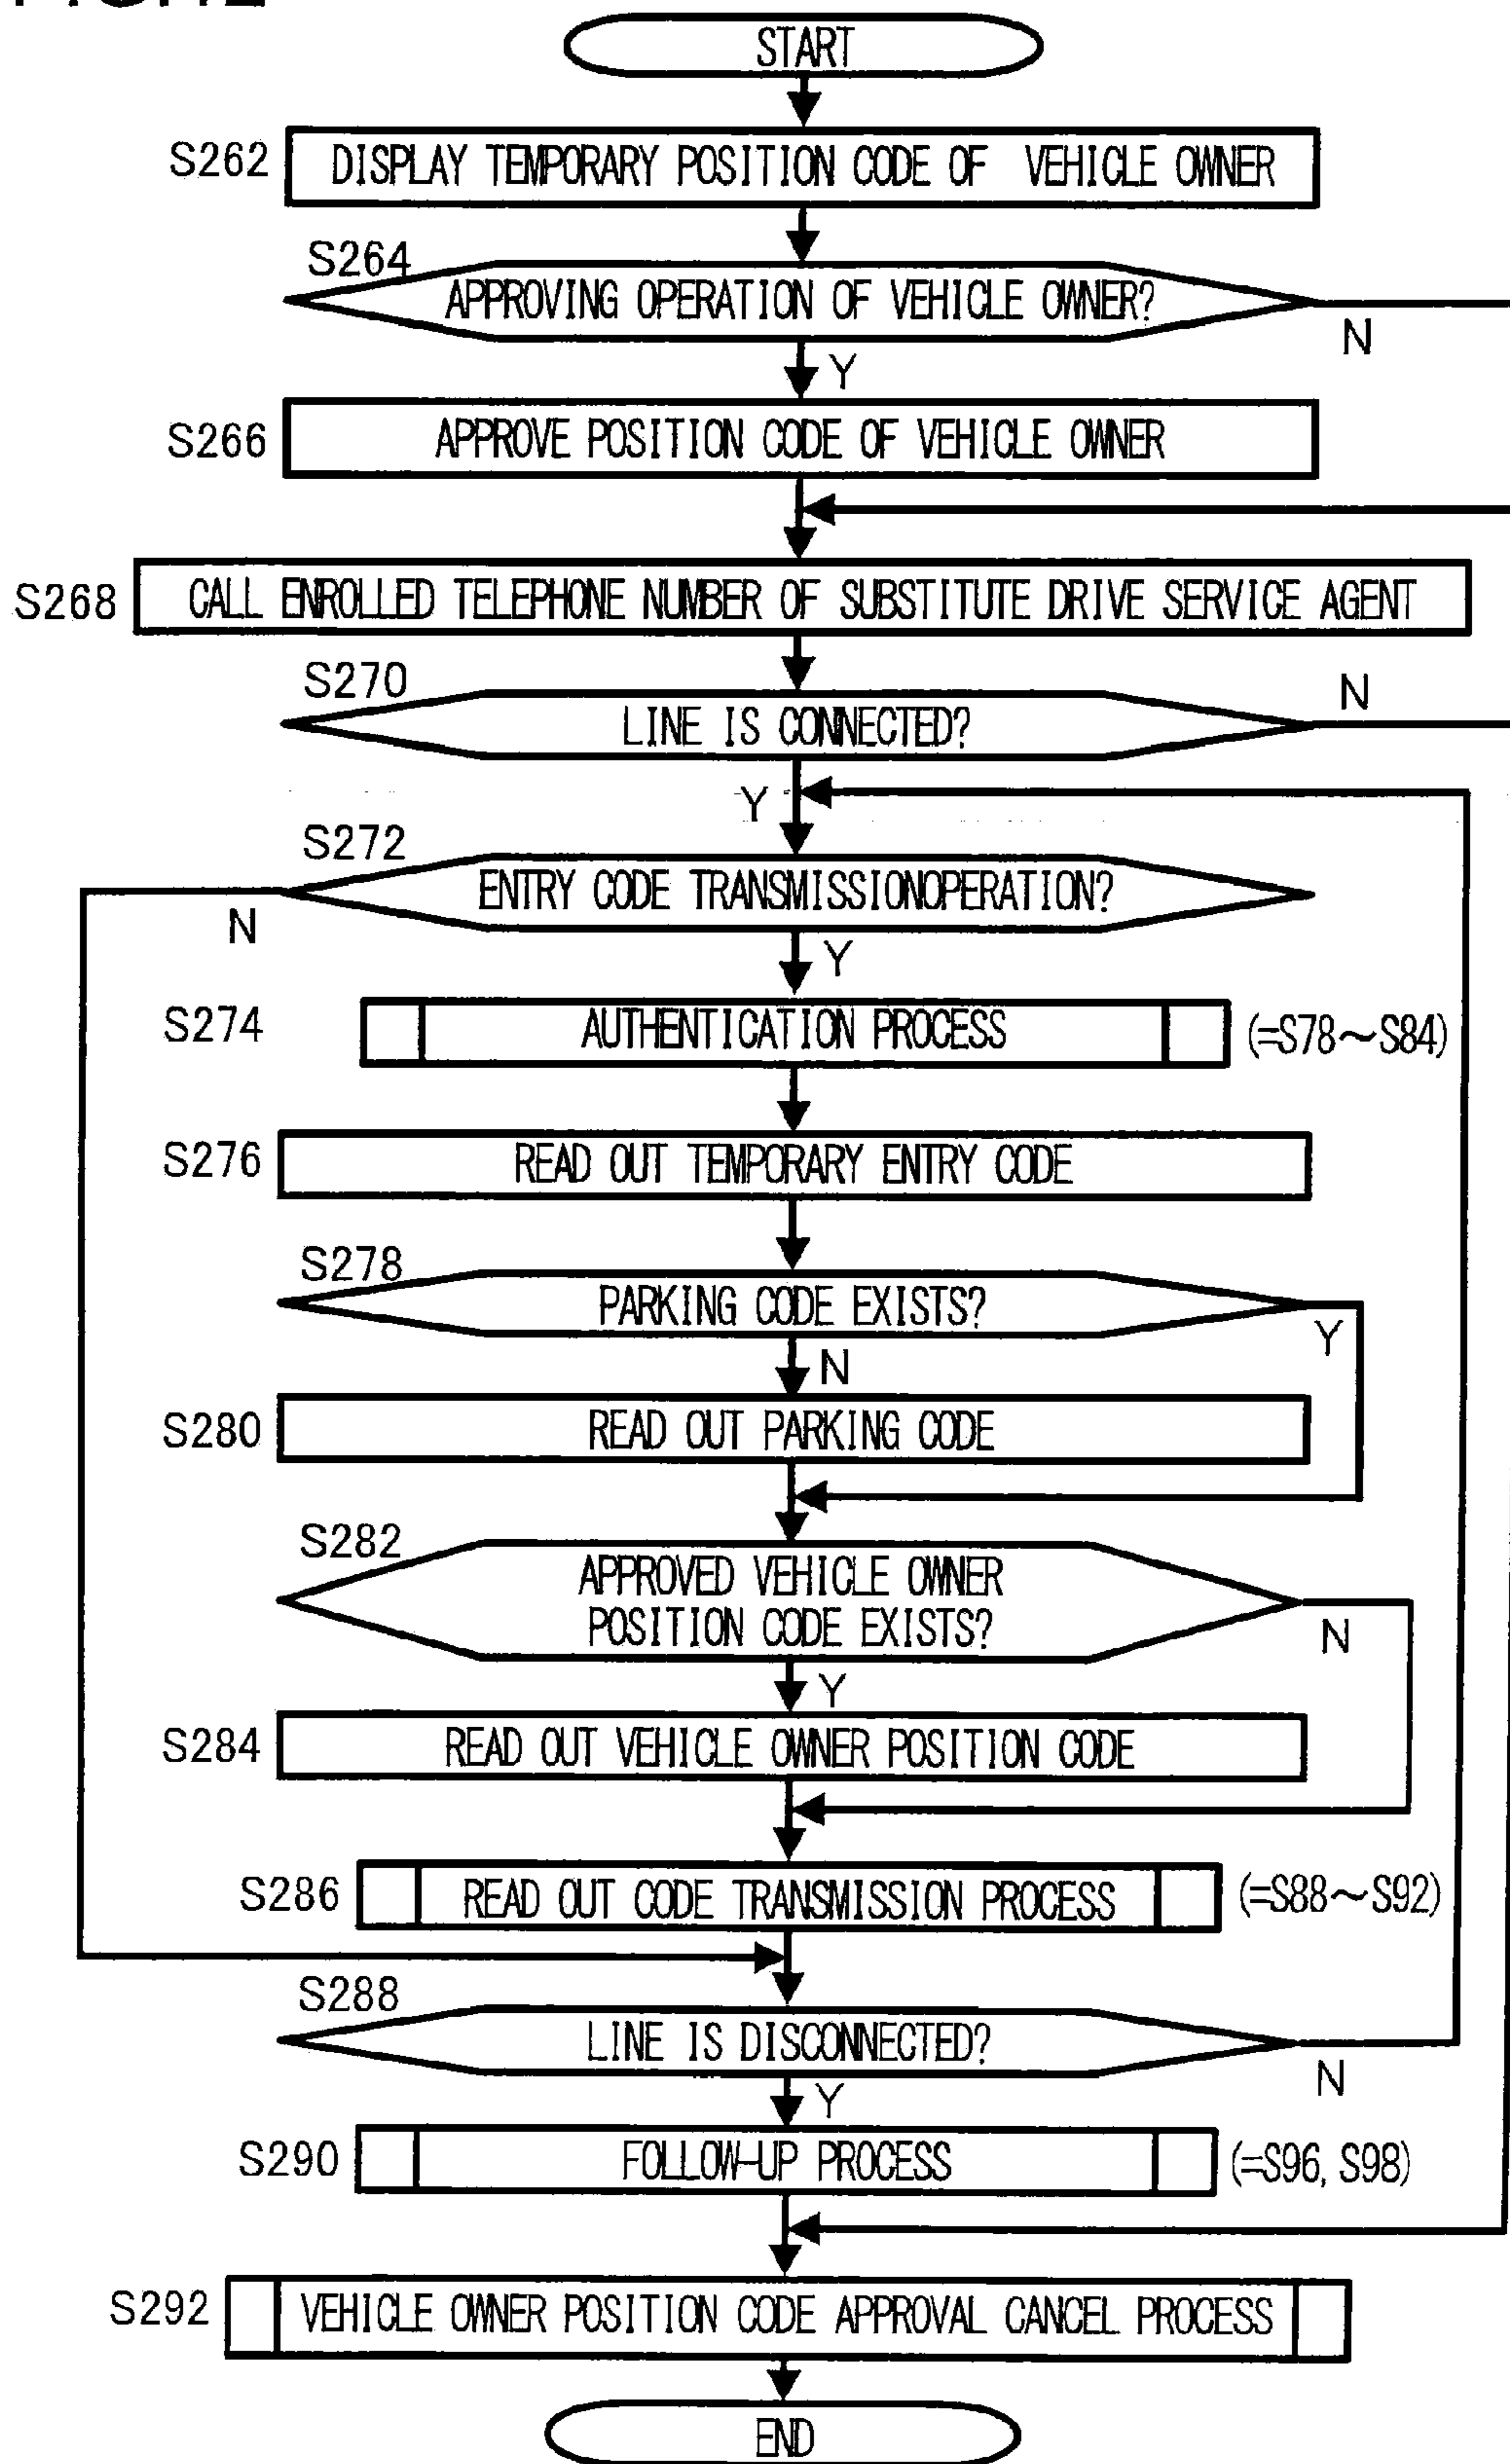 START
S262
DISPLAY TEMPORARY POSITION CODE OF VEHICLE OWNER
S264
APPROVING OPERATION OF VEHICLE OWNER?
N
Y
S266
APPROVE POSITION CODE OF VEHICLE OWNER
S268
CALL ENROLLED TELEPHONE NUMBER OF SUBSTITUTE DRIVE SERVICE AGENT
S270
N
LINE IS CONNECTED?
Y
S272
ENTRY CODE TRANSMISSIONOPERATION?
N
Y
S274
AUTHENTICATION PROCESS
(=S78~S84)
S276
READ OUT TEMPORARY ENTRY CODE
S278
PARKING CODE EXISTS?
Y
N
S280
READ OUT PARKING CODE
S282
APPROVED VEHICLE OWNER
POSITION CODE EXISTS?
N
Y
S284
READ OUT VEHICLE OWNER POSITION CODE
S286
READ OUT CODE TRANSMISSION PROCESS
(=S88~S92)
S288
LINE IS DISCONNECTED?
N
Y
S290
FOLLOW-UP PROCESS
(=S96, S98)
S292
VEHICLE OWNER POSITION CODE APPROVAL CANCEL PROCESS
END